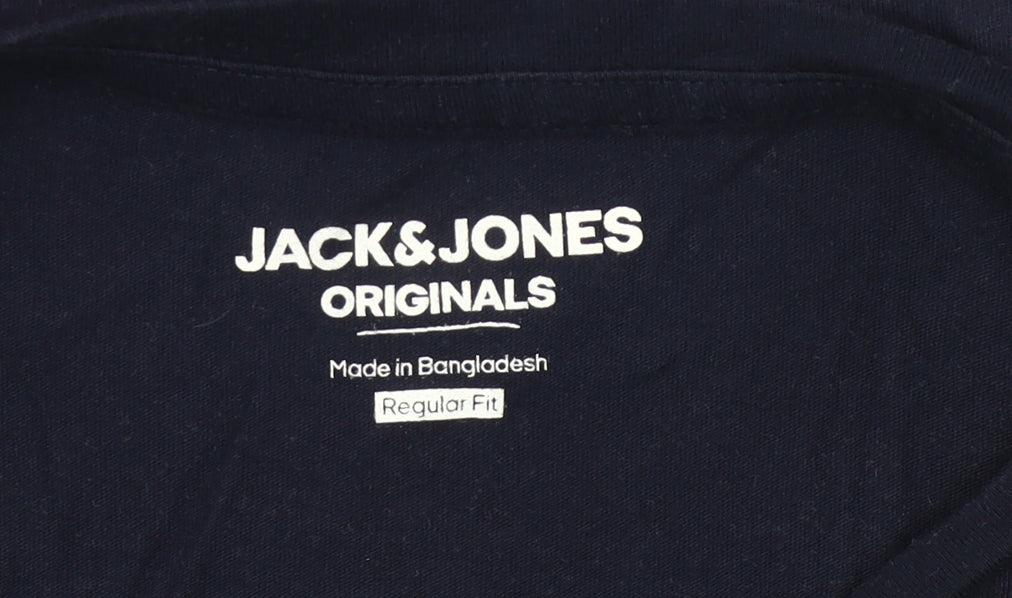 JACK&JONES
ORIGINALS
Made in Bangladesh
Regular Fit